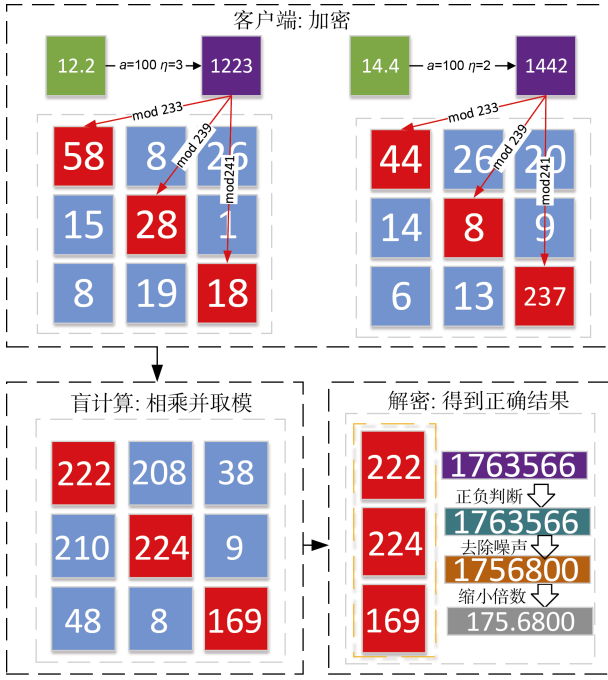 客户端: 加密
12.2
a=100 η=3
1223
14.4
a=100 η=2
1442
mod 233
mod 239
mod241
58 8 26
15 28 1
8 19 18
mod 233
mod 239
mod241
44 26 20
14 8 9
6 13 237
盲计算: 相乘并取模
222 208 38
210 224 9
48 8 169
解密: 得到正确结果
222
224
169
1763566
正负判断
1763566
去除噪声
1756800
缩小倍数
175.6800